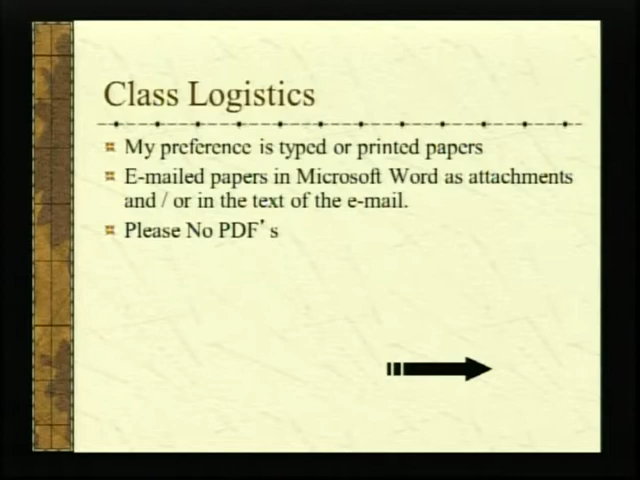 Class Logistics
My preference is typed or printed papers
E-mailed papers in Microsoft Word as attachments
and / or in the text of the e-mail.
Please No PDF's